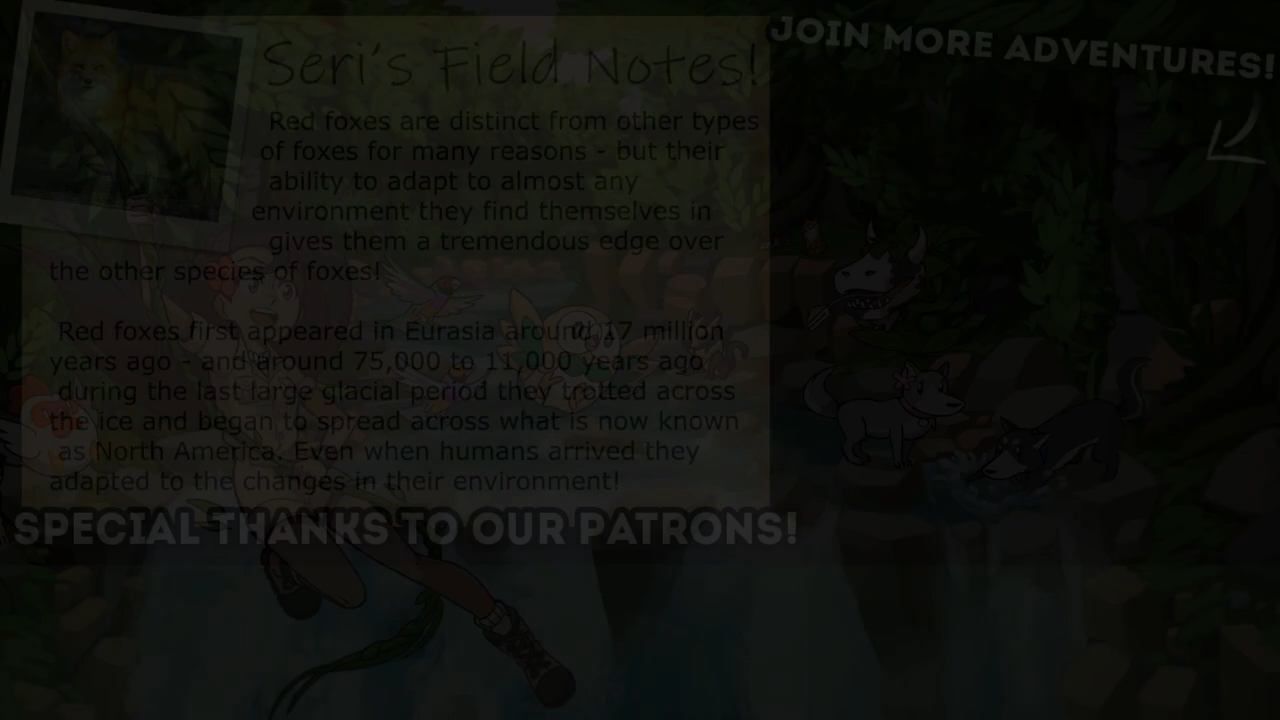 Seri's Field Notes!
JOIN MORE ADVENTURES!
Red foxes are distinct from other types
of foxes for many reasons - but their
ability to adapt to almost any
environment they find themselves in
gives them a tremendous edge over
the other species of foxes!
Red foxes first appeared in Eurasia around 17 million
years ago - and around 75,000 to 11,000 years ago
during the last large glacial period they trotted across
the ice and began to spread across what is now known
as North America. Even when humans arrived they
adapted to the changes in their environment!
SPECIAL THANKS TO OUR PATRONS!